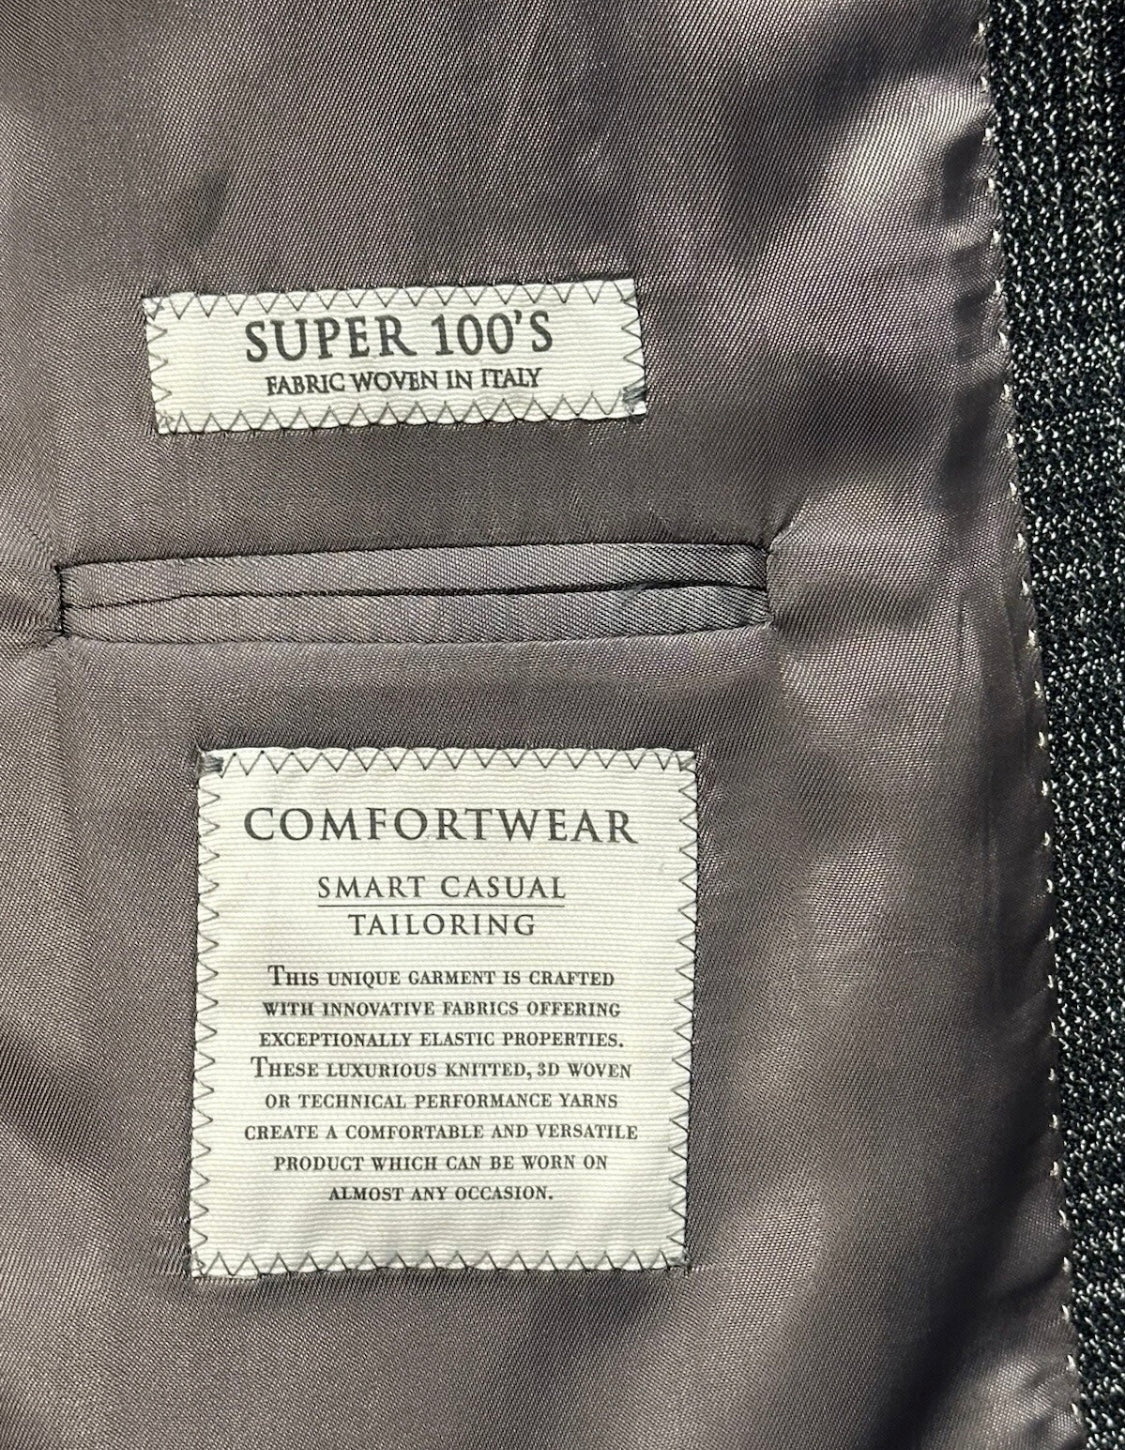 SUPER 100'S
FABRIC WOVEN IN ITALY
COMFORTWEAR
SMART CASUAL
TAILORING
THIS UNIQUE GARMENT IS CRAFTED
WITH INNOVATIVE FABRICS OFFERING
EXCEPTIONALLY ELASTIC PROPERTIES.
THESE LUXURIOUS KNITTED, 3D WOVEN
OR TECHNICAL PERFORMANCE YARNS
CREATE A COMFORTABLE AND VERSATILE
PRODUCT WHICH CAN BE WORN ON
ALMOST ANY OCCASION.